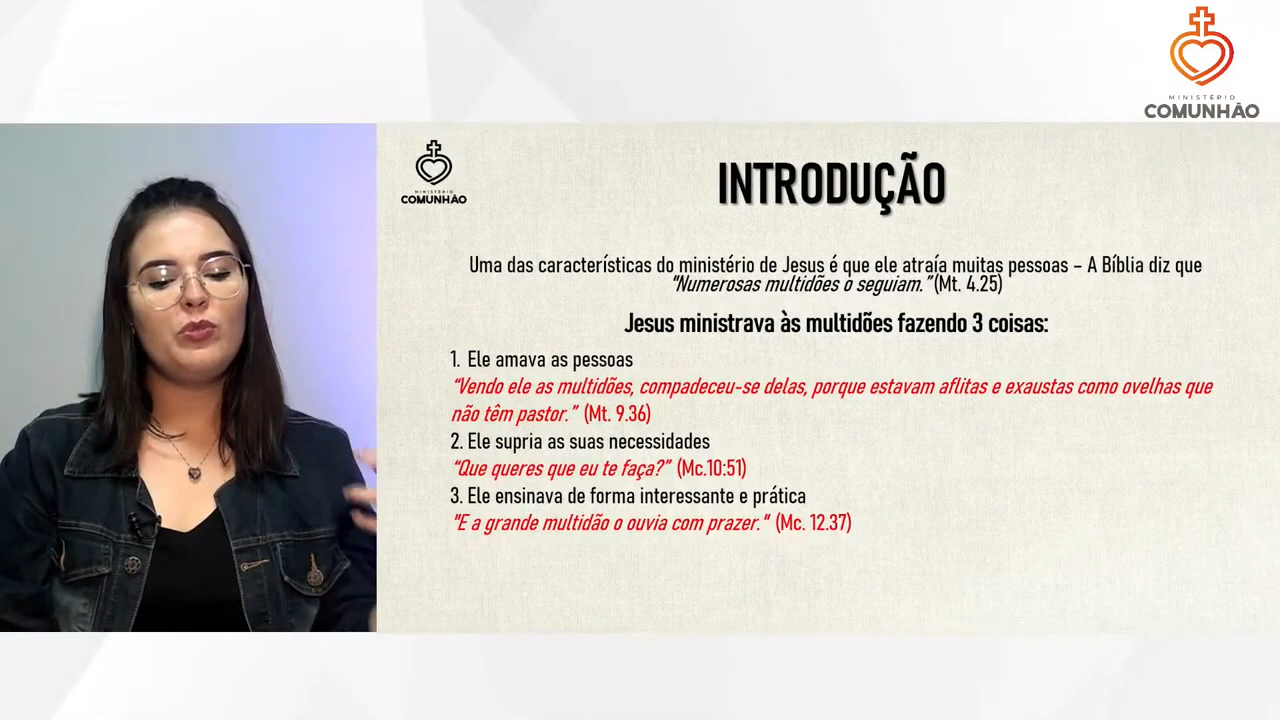 MINISTÉRIO
COMUNHÃO
MINISTÉRIO
COMUNHÃO
INTRODUÇÃO
Uma das características do ministério de Jesus é que ele atraía muitas pessoas – A Bíblia diz que
“Numerosas multidões o seguiam.” (Mt. 4.25)
Jesus ministrava às multidões fazendo 3 coisas:
1. Ele amava as pessoas
“Vendo ele as multidões, compadeceu-se delas, porque estavam aflitas e exaustas como ovelhas que
não têm pastor.” (Mt. 9.36)
2. Ele supria as suas necessidades
“Que queres que eu te faça?” (Mc.10:51)
3. Ele ensinava de forma interessante e prática
"E a grande multidão o ouvia com prazer." (Mc. 12.37)